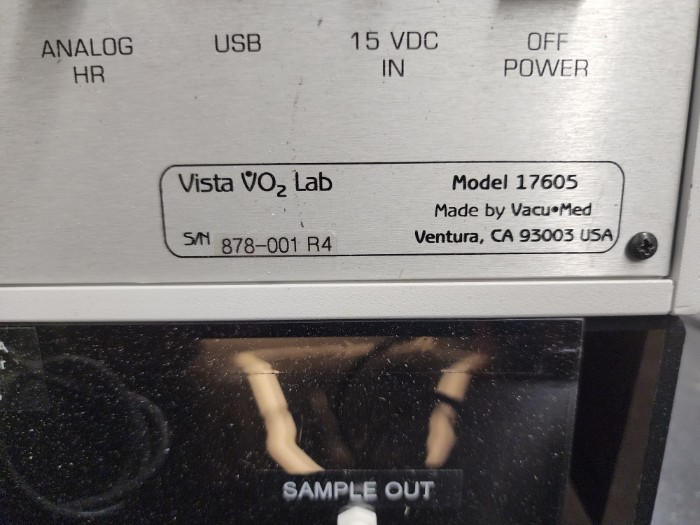 ANALOG HR
USB
15 VDC IN
OFF POWER
Vista V̇O₂ Lab
Model 17605
Made by Vacu•Med
S/N 878-001 R4
Ventura, CA 93003 USA
SAMPLE OUT